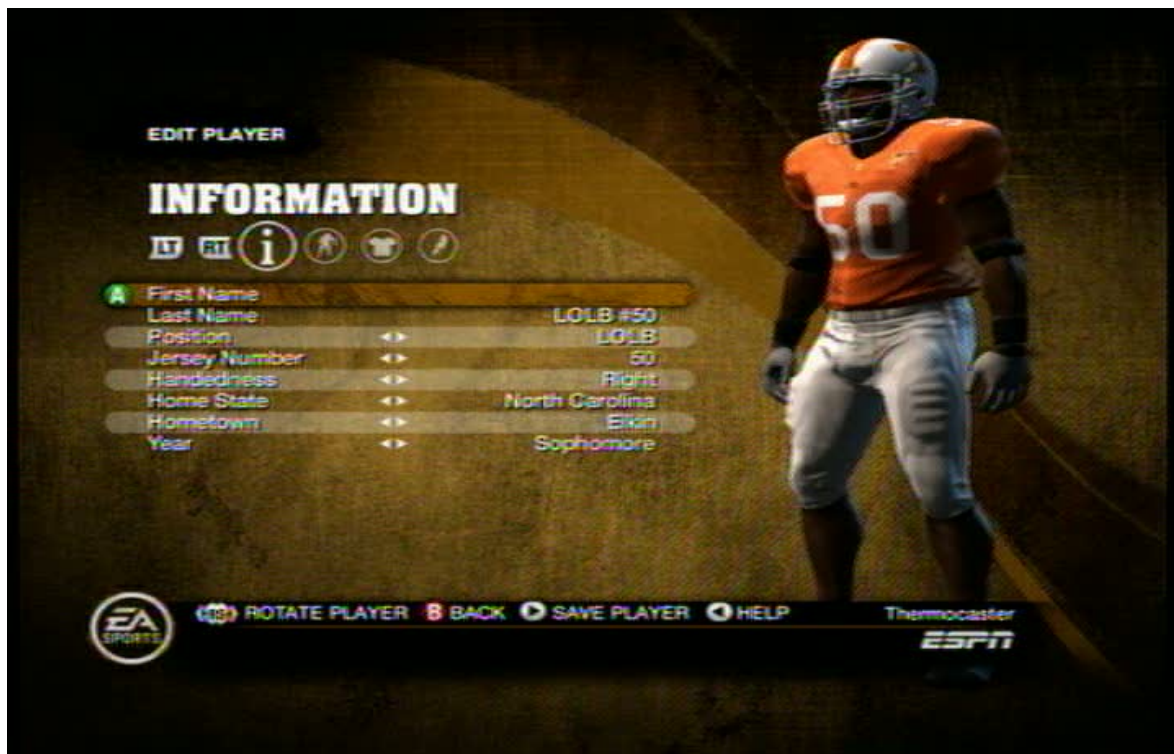 EDIT PLAYER
INFORMATION
LT RT i
A First Name
Last Name LOLB #50
Position LOLB
Jersey Number 50
Handedness Right
Home State North Carolina
Hometown Elkin
Year Sophomore
50
EA SPORTS
ROTATE PLAYER B BACK SAVE PLAYER HELP Thermocaster
ESPN